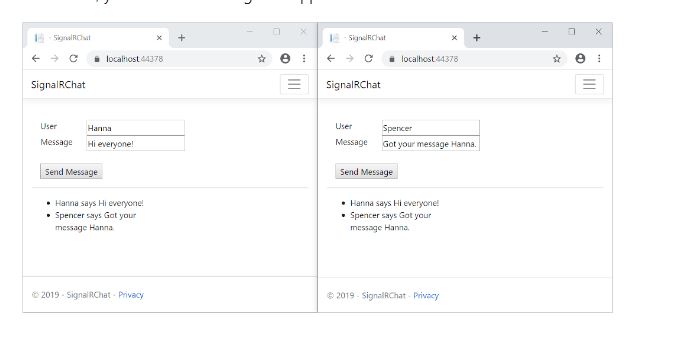 - SignalRChat
localhost:44378
SignalRChat
User
Hanna
Message
Hi everyone!
Send Message
Hanna says Hi everyone!
Spencer says Got your
message Hanna.
© 2019 - SignalRChat - Privacy
- SignalRChat
localhost:44378
SignalRChat
User
Spencer
Message
Got your message Hanna.
Send Message
Hanna says Hi everyone!
Spencer says Got your
message Hanna.
© 2019 - SignalRChat - Privacy